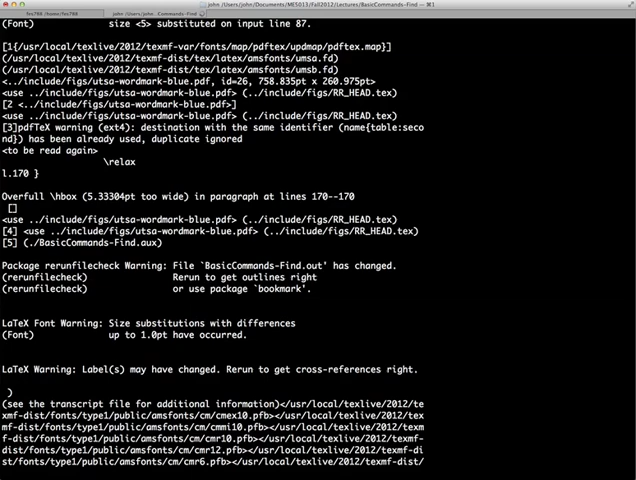 john /Users/john/Documents/ME5013/Fall2012/Lectures/BasicCommands-Find — ⌘1
(Font)              size <5> substituted on input line 87.
[1{/usr/local/texlive/2012/texmf-var/fonts/map/pdftex/updmap/pdftex.map}]
(/usr/local/texlive/2012/texmf-dist/tex/latex/amsfonts/umsa.fd)
(/usr/local/texlive/2012/texmf-dist/tex/latex/amsfonts/umsb.fd)
<../include/figs/utsa-wordmark-blue.pdf, id=26, 758.835pt x 260.975pt>
<use ../include/figs/utsa-wordmark-blue.pdf> (../include/figs/RR_HEAD.tex)
[2 <../include/figs/utsa-wordmark-blue.pdf>]
<use ../include/figs/utsa-wordmark-blue.pdf> (../include/figs/RR_HEAD.tex)
[3]pdfTeX warning (ext4): destination with the same identifier (name{table:seco
nd}) has been already used, duplicate ignored
<to be read again>
\relax
l.170 }
Overfull \hbox (5.33304pt too wide) in paragraph at lines 170--170
[]
<use ../include/figs/utsa-wordmark-blue.pdf> (../include/figs/RR_HEAD.tex)
[4] <use ../include/figs/utsa-wordmark-blue.pdf> (../include/figs/RR_HEAD.tex)
[5] (./BasicCommands-Find.aux)
Package rerunfilecheck Warning: File `BasicCommands-Find.out' has changed.
(rerunfilecheck)                Rerun to get outlines right
(rerunfilecheck)                or use package `bookmark'.
LaTeX Font Warning: Size substitutions with differences
(Font)              up to 1.0pt have occurred.
LaTeX Warning: Label(s) may have changed. Rerun to get cross-references right.
)
(see the transcript file for additional information)</usr/local/texlive/2012/te
xmf-dist/fonts/type1/public/amsfonts/cm/cmex10.pfb></usr/local/texlive/2012/tex
mf-dist/fonts/type1/public/amsfonts/cm/cmmi10.pfb></usr/local/texlive/2012/texm
f-dist/fonts/type1/public/amsfonts/cm/cmr10.pfb></usr/local/texlive/2012/texmf-
dist/fonts/type1/public/amsfonts/cm/cmr12.pfb></usr/local/texlive/2012/texmf-di
st/fonts/type1/public/amsfonts/cm/cmr6.pfb></usr/local/texlive/2012/texmf-dist/